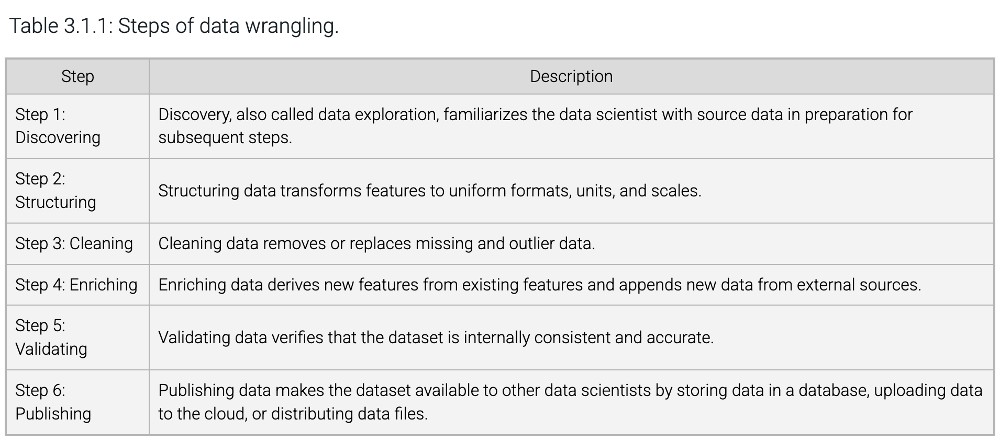 Table 3.1.1: Steps of data wrangling.
Step
Description
Step 1:
Discovering
Discovery, also called data exploration, familiarizes the data scientist with source data in preparation for
subsequent steps.
Step 2:
Structuring
Structuring data transforms features to uniform formats, units, and scales.
Step 3: Cleaning
Cleaning data removes or replaces missing and outlier data.
Step 4: Enriching
Enriching data derives new features from existing features and appends new data from external sources.
Step 5:
Validating
Validating data verifies that the dataset is internally consistent and accurate.
Step 6:
Publishing
Publishing data makes the dataset available to other data scientists by storing data in a database, uploading data
to the cloud, or distributing data files.